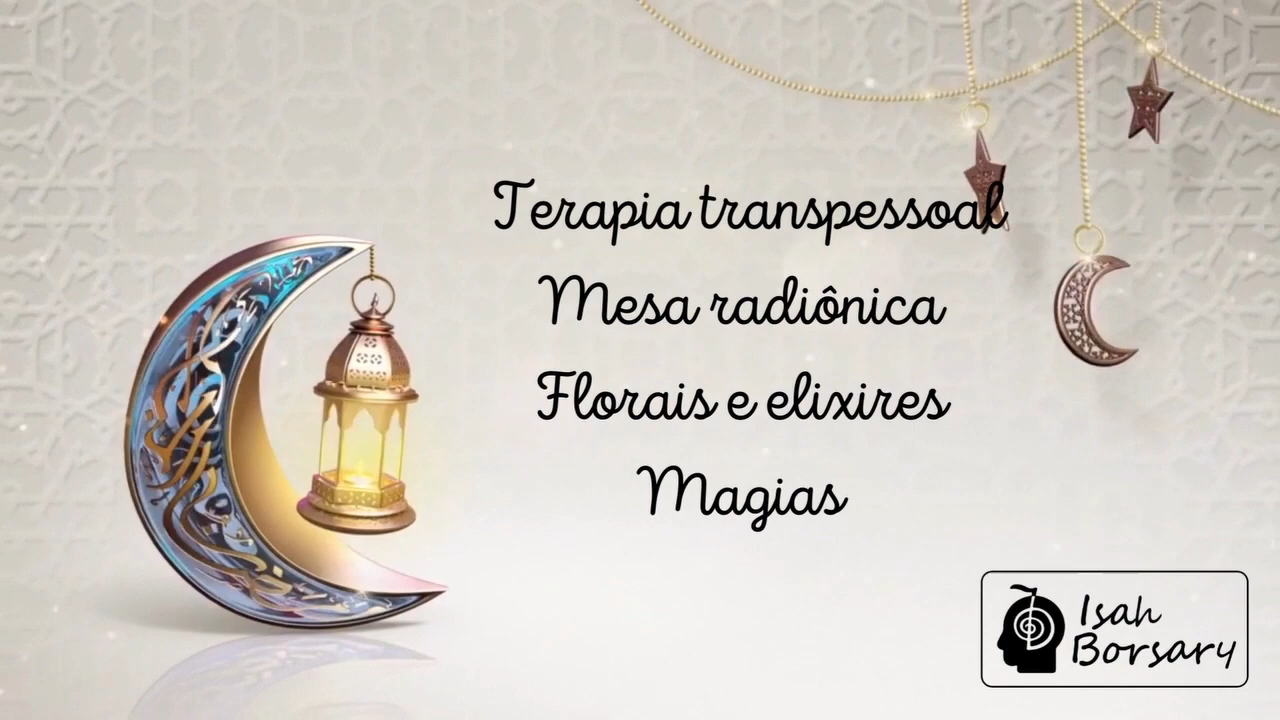 Terapia transpessoal
Mesa radiônica
Florais e elixires
Magias
Isah
Borsary